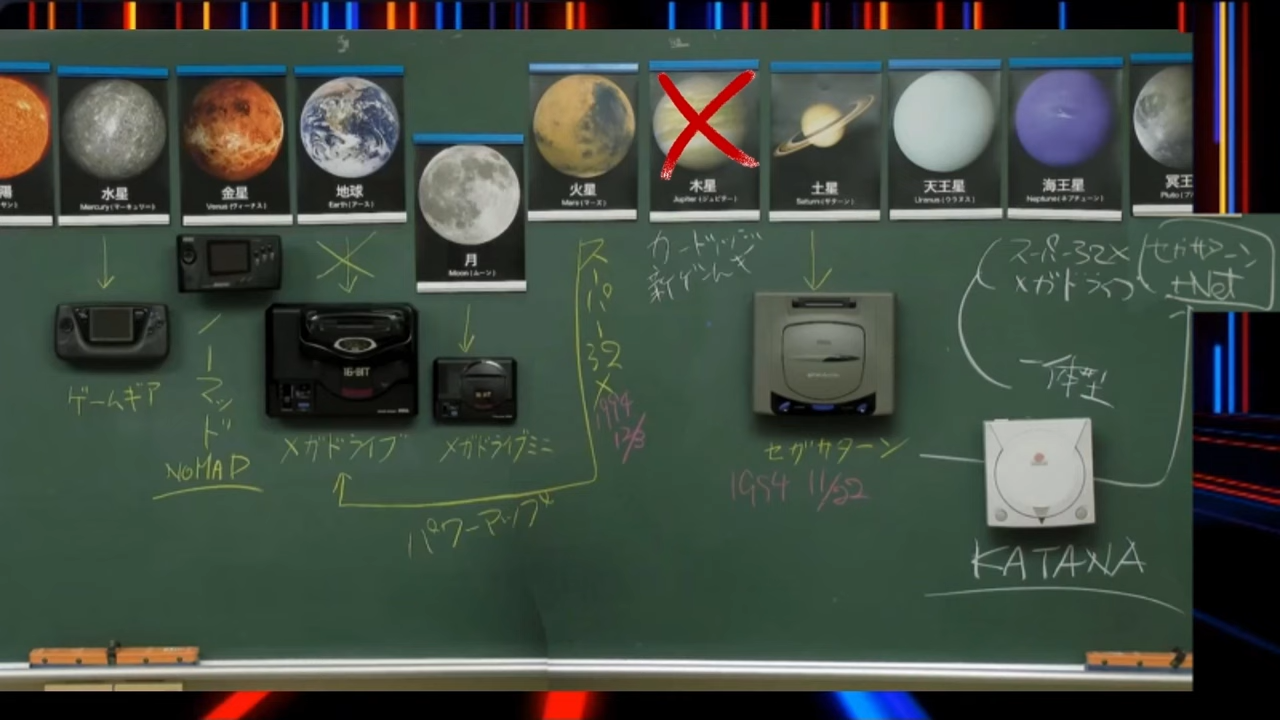 陽
水星
Mercury(マーキュリー)
金星
Venus (ヴィーナス)
地球
Earth (アース)
月
Moon (ムーン)
火星
Mars (マーズ)
木星
Jupiter (ジュピター)
土星
Saturn (サターン)
天王星
Uranus (ウラヌス)
海王星
Neptune (ネプチューン)
冥王
ゲームギア
ノーマッド
NOMAD
16-BIT
メガドライブ
メガドライブミニ
スーパー32X
1994
12/3
パワーアップ
カートリッジ
新ゲーム
セガサターン
1994 11/22
スーパー32X
メガドライブ
セガサターン
+Net
一体型
KATANA